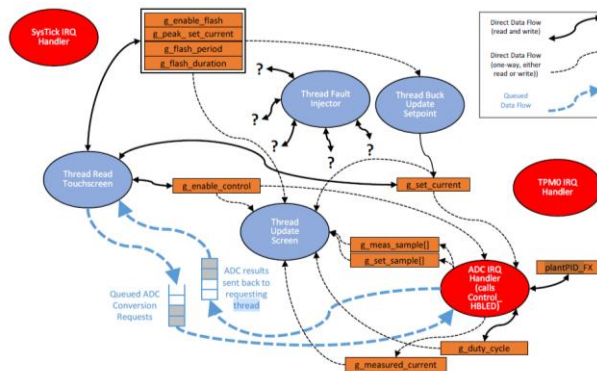 SysTick IRQ
Handler
g_enable_flash
g_peak_ set_current
g_flash_period
g_flash_duration
Direct Data Flow
(read and write)
Direct Data Flow
(one-way, either
read or write))
Queued
Data Flow
?
?
?
?
?
Thread Fault
Injector
Thread Buck
Update
Setpoint
Thread Read
Touchscreen
g_enable_control
g_set_current
TPM0 IRQ
Handler
Thread
Update
Screen
g_meas_sample[]
g_set_sample[]
ADC IRQ
Handler
(calls
Control_
HBLED)
plantPID_FX
ADC results
sent back to
requesting
thread
Queued ADC
Conversion
Requests
g_duty_cycle
g_measured_current